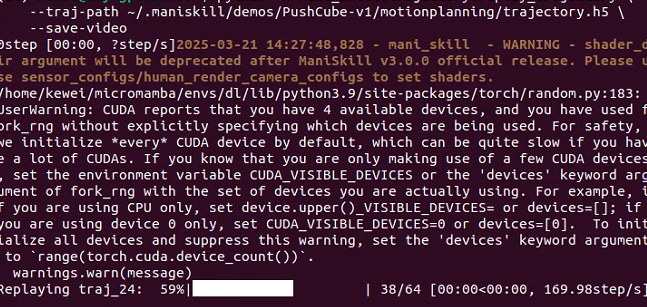 --traj-path ~/.maniskill/demos/PushCube-v1/motionplanning/trajectory.h5 \
--save-video
0step [00:00, ?step/s]2025-03-21 14:27:48,828 - mani_skill  - WARNING - shader_d
ir argument will be deprecated after ManiSkill v3.0.0 official release. Please u
se sensor_configs/human_render_camera_configs to set shaders.
/home/kewei/micromamba/envs/dl/lib/python3.9/site-packages/torch/random.py:183:
UserWarning: CUDA reports that you have 4 available devices, and you have used f
ork_rng without explicitly specifying which devices are being used. For safety,
we initialize *every* CUDA device by default, which can be quite slow if you hav
e a lot of CUDAs. If you know that you are only making use of a few CUDA devices
, set the environment variable CUDA_VISIBLE_DEVICES or the 'devices' keyword arg
ument of fork_rng with the set of devices you are actually using. For example, i
f you are using CPU only, set device.upper()_VISIBLE_DEVICES= or devices=[]; if
you are using device 0 only, set CUDA_VISIBLE_DEVICES=0 or devices=[0].  To init
ialize all devices and suppress this warning, set the 'devices' keyword argument
to `range(torch.cuda.device_count())`.
warnings.warn(message)
Replaying traj_24:  59%| | 38/64 [00:00<00:00, 169.98step/s]